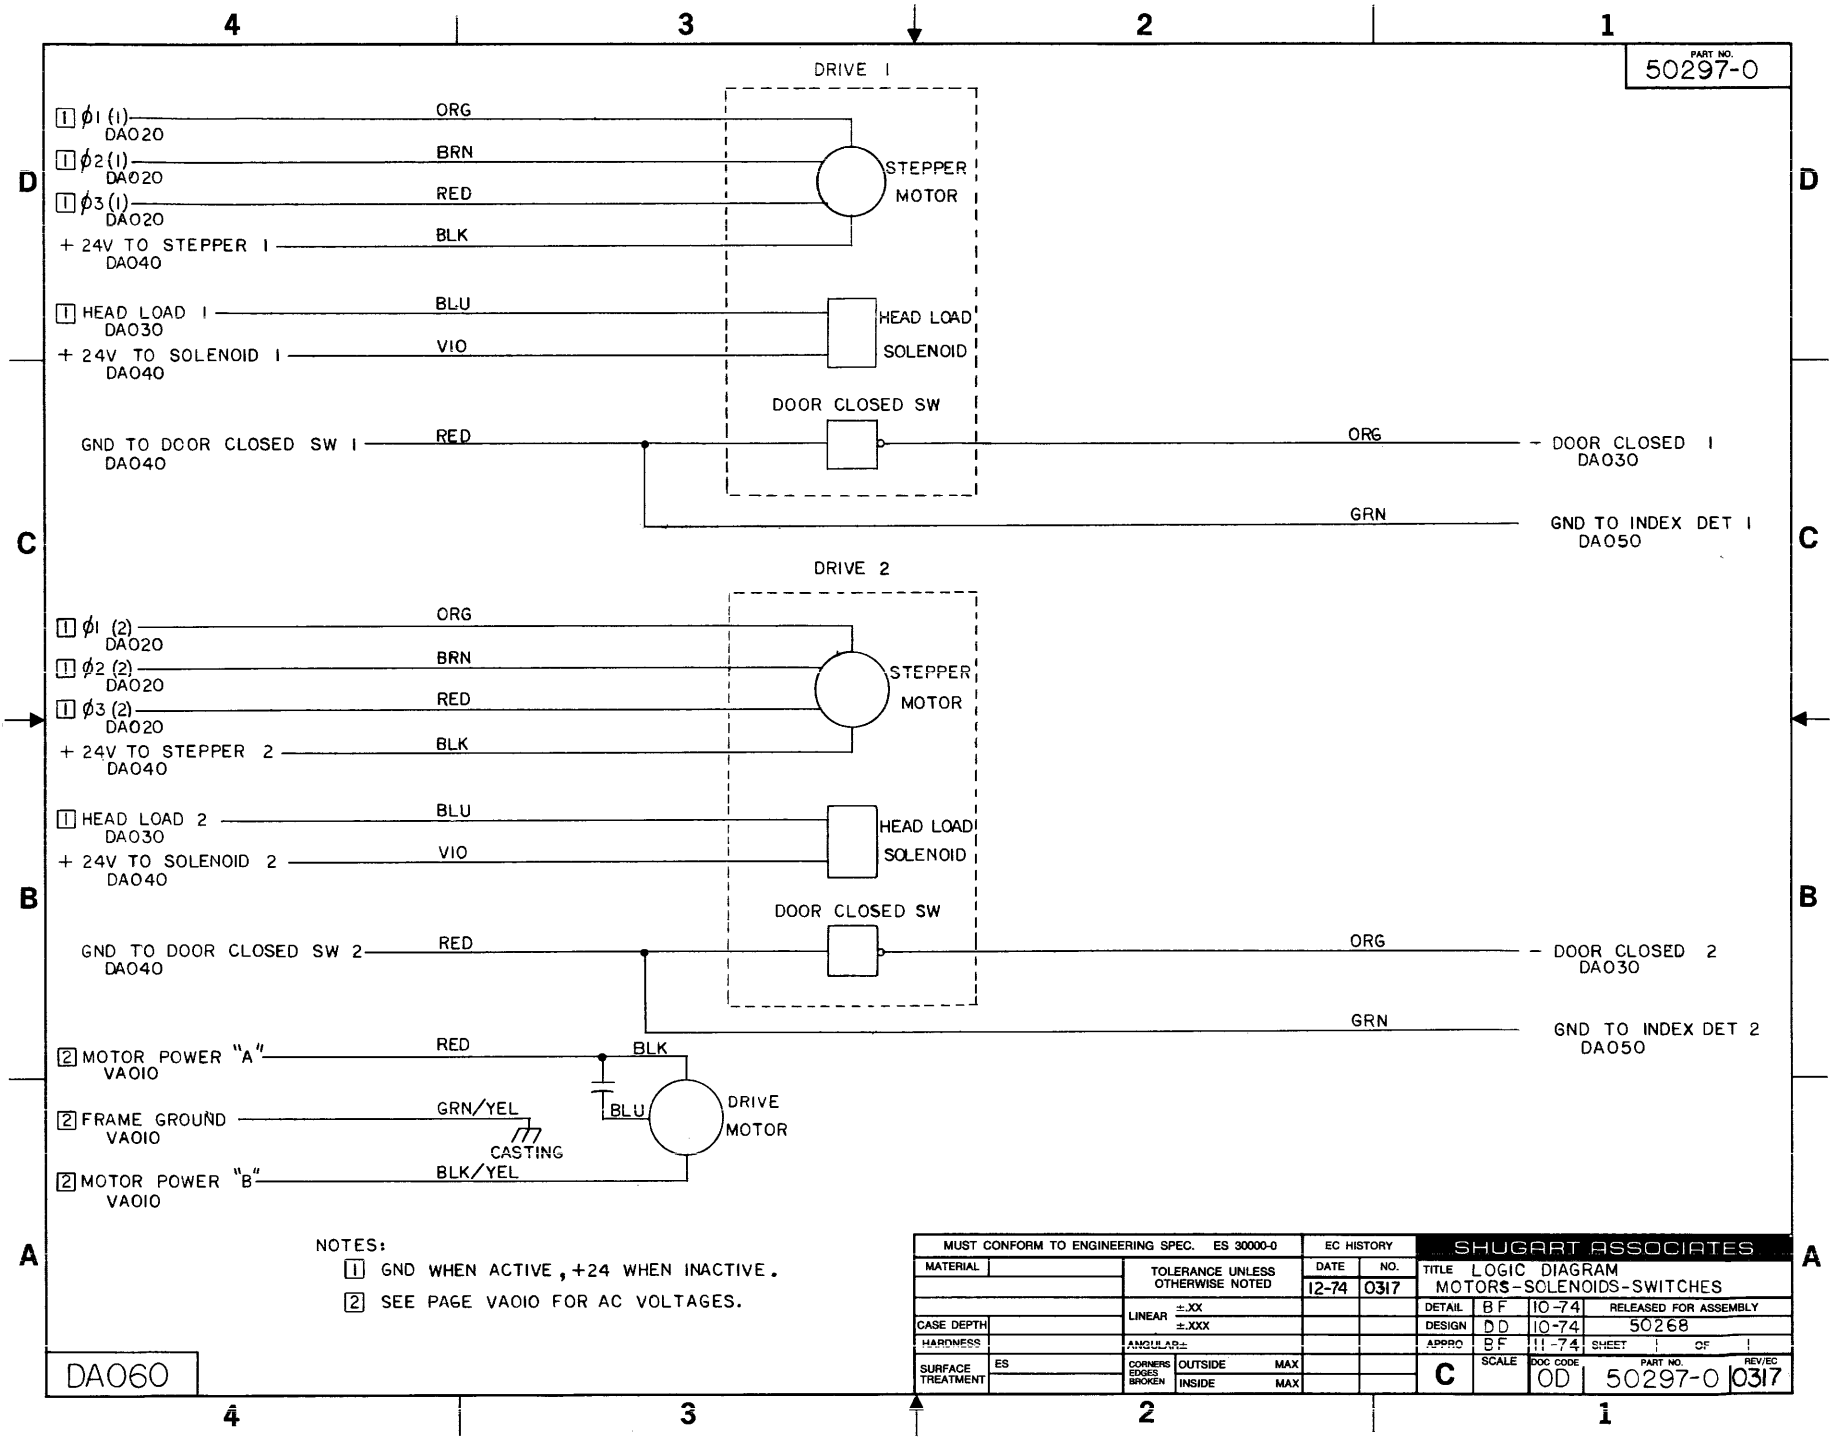 4 3 2 1
PART NO.
50297-0
DRIVE 1
1 ϕ1 (1) ORG
DA020
1 ϕ2 (1) BRN
DA020
STEPPER
MOTOR
D D
1 ϕ3 (1) RED
DA020
+ 24V TO STEPPER 1 BLK
DA040
1 HEAD LOAD 1 BLU
DA030
HEAD LOAD
SOLENOID
+ 24V TO SOLENOID 1 VIO
DA040
DOOR CLOSED SW
GND TO DOOR CLOSED SW 1 RED ORG - DOOR CLOSED 1
DA040 DA030
GRN GND TO INDEX DET 1
DA050
C C
DRIVE 2
1 ϕ1 (2) ORG
DA020
1 ϕ2 (2) BRN
DA020
STEPPER
MOTOR
1 ϕ3 (2) RED
DA020
+ 24V TO STEPPER 2 BLK
DA040
1 HEAD LOAD 2 BLU
DA030
HEAD LOAD
SOLENOID
+ 24V TO SOLENOID 2 VIO
DA040
B B
DOOR CLOSED SW
GND TO DOOR CLOSED SW 2 RED ORG - DOOR CLOSED 2
DA040 DA030
GRN GND TO INDEX DET 2
DA050
2 MOTOR POWER "A" RED BLK
VA010
BLU
DRIVE
MOTOR
2 FRAME GROUND GRN/YEL
VA010
CASTING
2 MOTOR POWER "B" BLK/YEL
VA010
NOTES:
1 GND WHEN ACTIVE, +24 WHEN INACTIVE.
2 SEE PAGE VA010 FOR AC VOLTAGES.
A A
MUST CONFORM TO ENGINEERING SPEC. ES 30000-0
EC HISTORY
SHUGART ASSOCIATES
MATERIAL
TOLERANCE UNLESS
OTHERWISE NOTED
DATE NO.
12-74 0317
TITLE LOGIC DIAGRAM
MOTORS-SOLENOIDS-SWITCHES
LINEAR ±.XX
±.XXX
DETAIL BF 10-74 RELEASED FOR ASSEMBLY
CASE DEPTH
DESIGN DD 10-74 50268
HARDNESS
ANGULAR±
APPRO BF 11-74 SHEET 1 OF 1
SURFACE
TREATMENT
ES
CORNERS
EDGES
BROKEN
OUTSIDE MAX
INSIDE MAX
C
SCALE
DOC CODE
OD
PART NO.
50297-0
REV/EC
0317
DA060
4 3 2 1